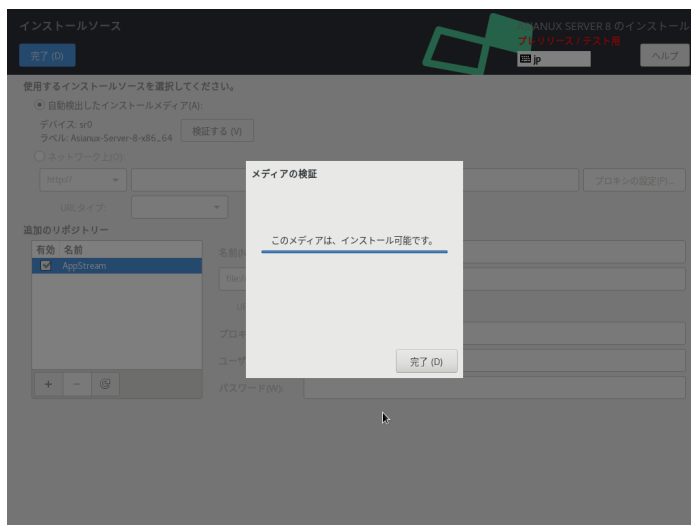 インストールソース
ASIANUX SERVER 8 のインストール
プレリリース / テスト用
完了 (D)
jp
ヘルプ
使用するインストールソースを選択してください。
自動検出したインストールメディア(A):
デバイス: sr0
ラベル: Asianux-Server-8-x86_64
検証する (V)
ネットワーク上(O):
http://
プロキシの設定(P)...
URLタイプ:
追加のリポジトリー
有効 名前
AppStream
メディアの検証
このメディアは、インストール可能です。
完了 (D)
名前(N
file:/
プロキ
ユーザ
パスワード(W):